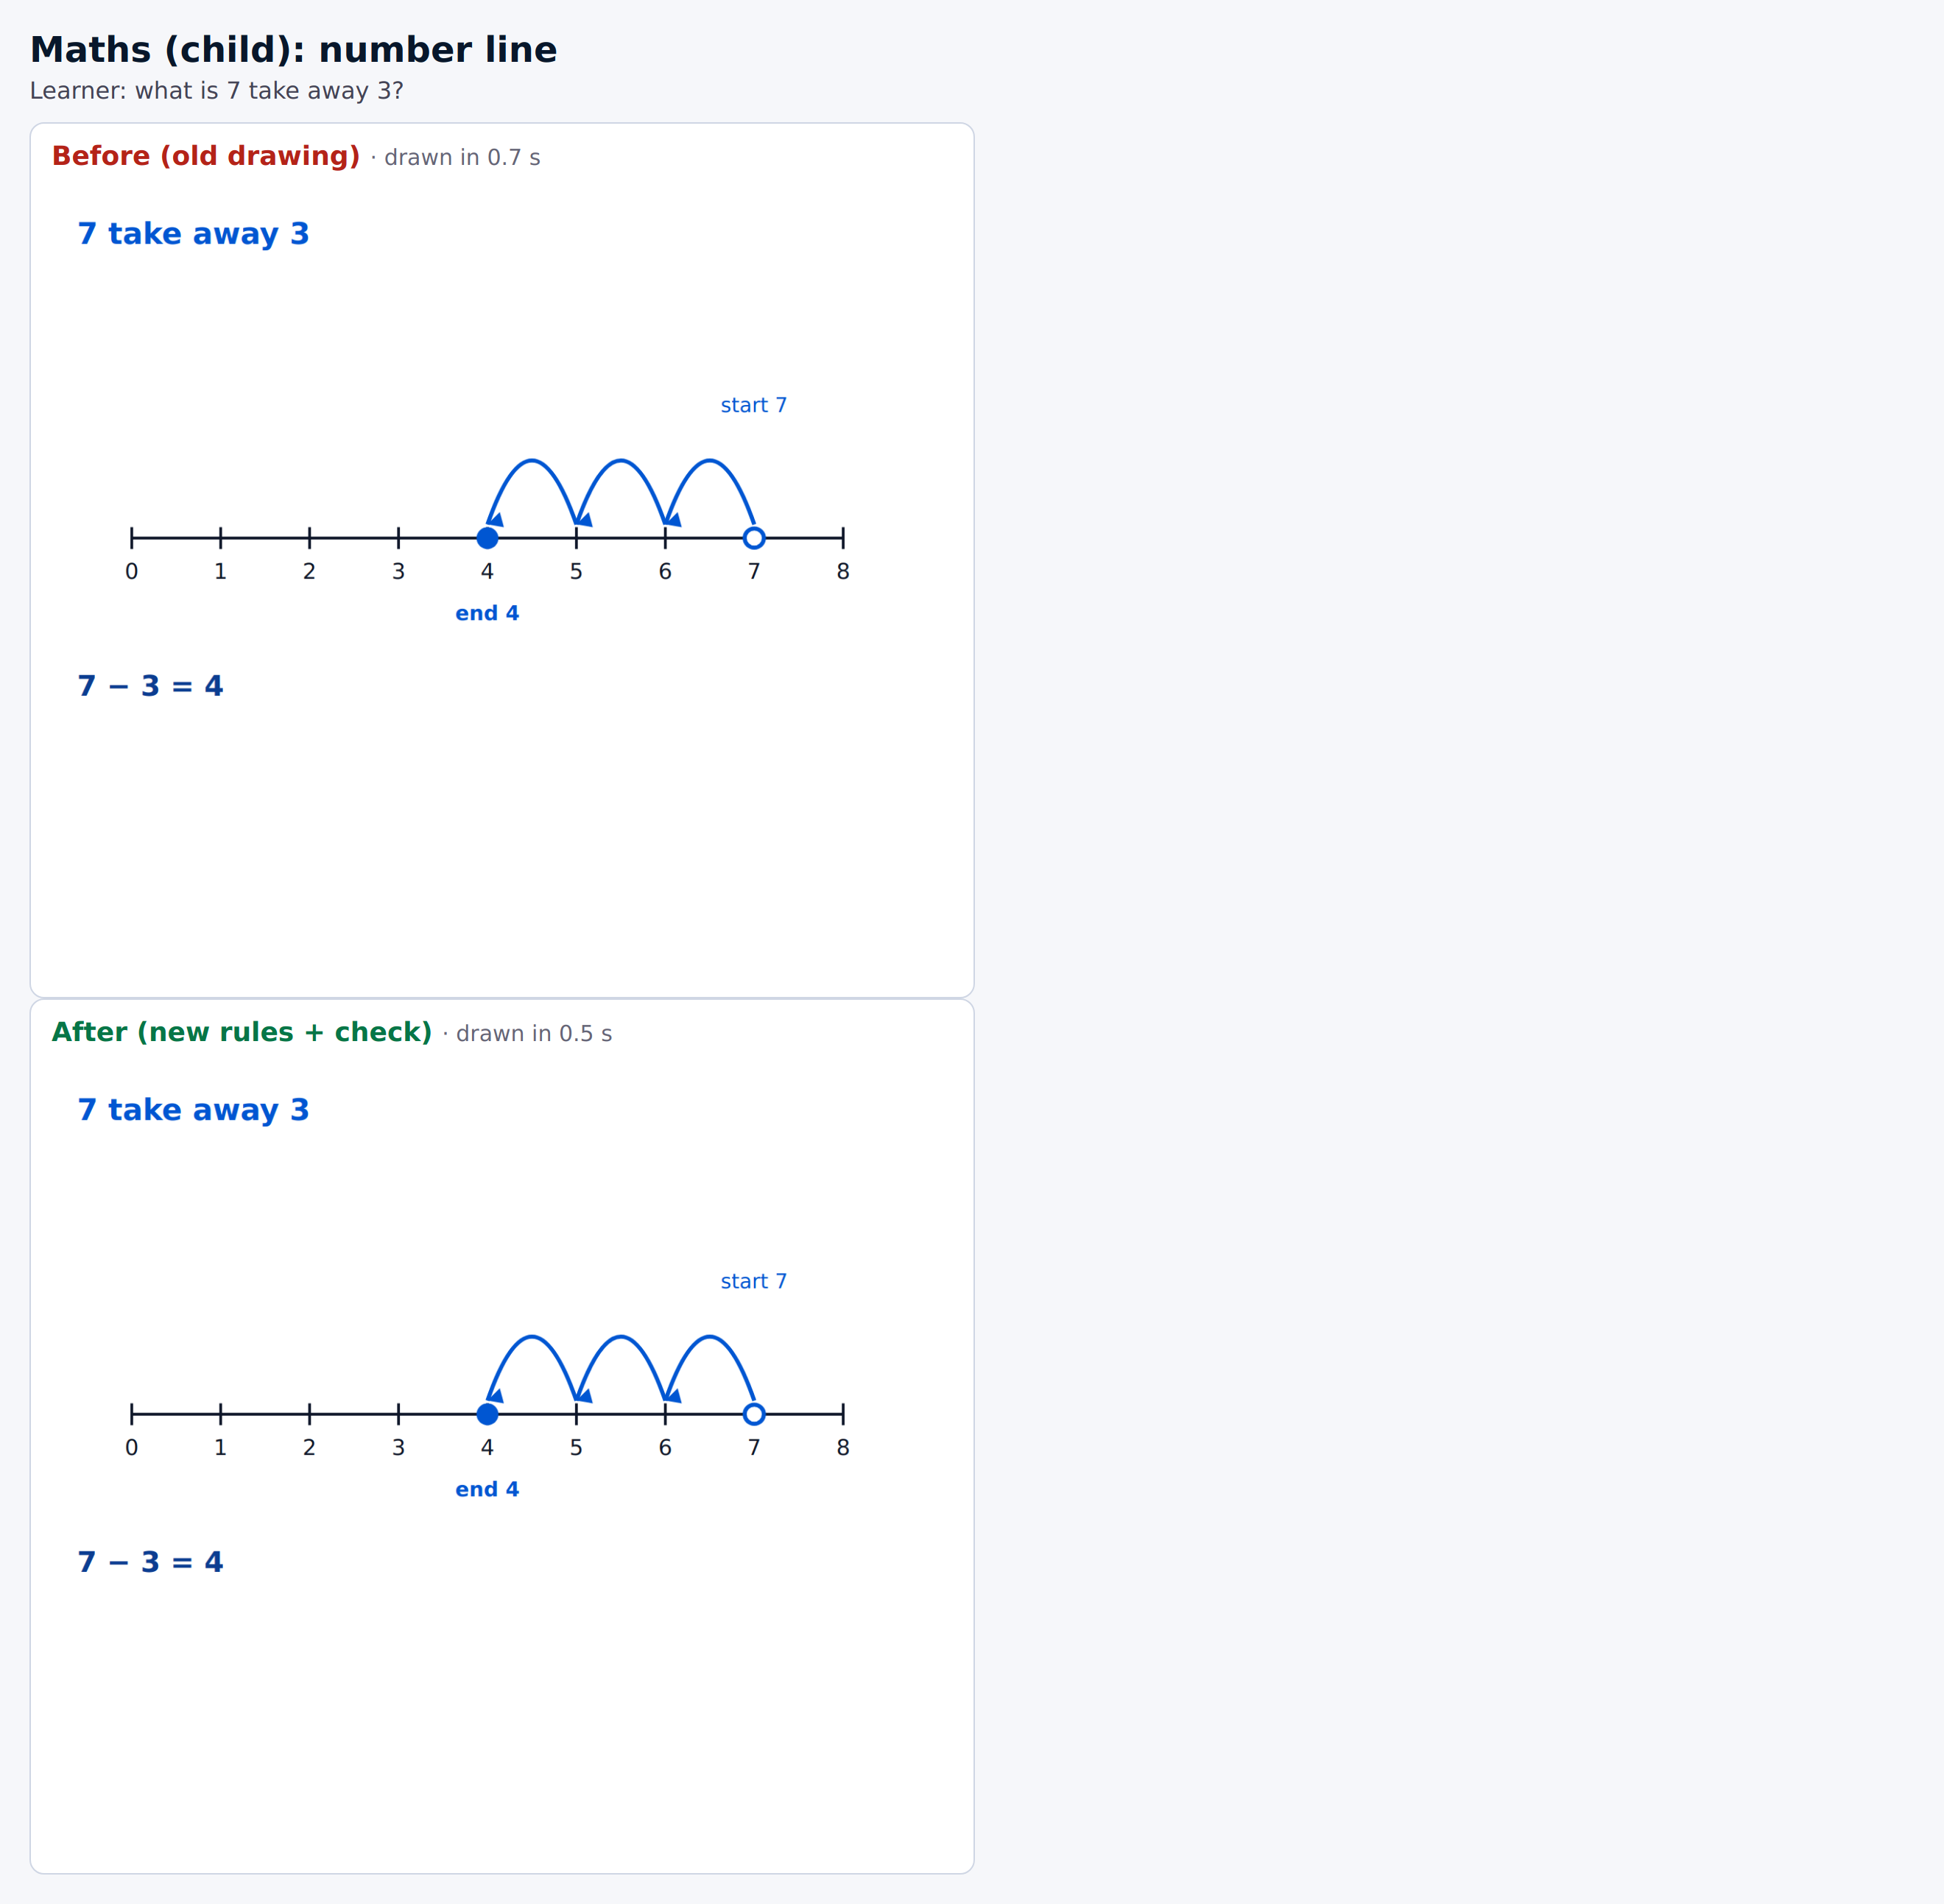 Maths (child): number line
Learner: what is 7 take away 3?
Before (old drawing) · drawn in 0.7 s
7 take away 3
start 7
0 1 2 3 4 5 6 7 8
end 4
7 − 3 = 4
After (new rules + check) · drawn in 0.5 s
7 take away 3
start 7
0 1 2 3 4 5 6 7 8
end 4
7 − 3 = 4